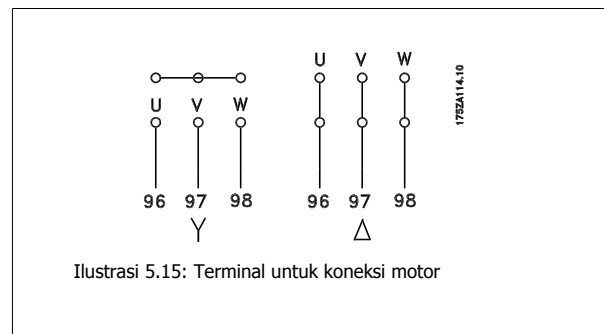 U V W
U V W
96 97 98
96 97 98
Y
Δ
175ZA114.10
Ilustrasi 5.15: Terminal untuk koneksi motor